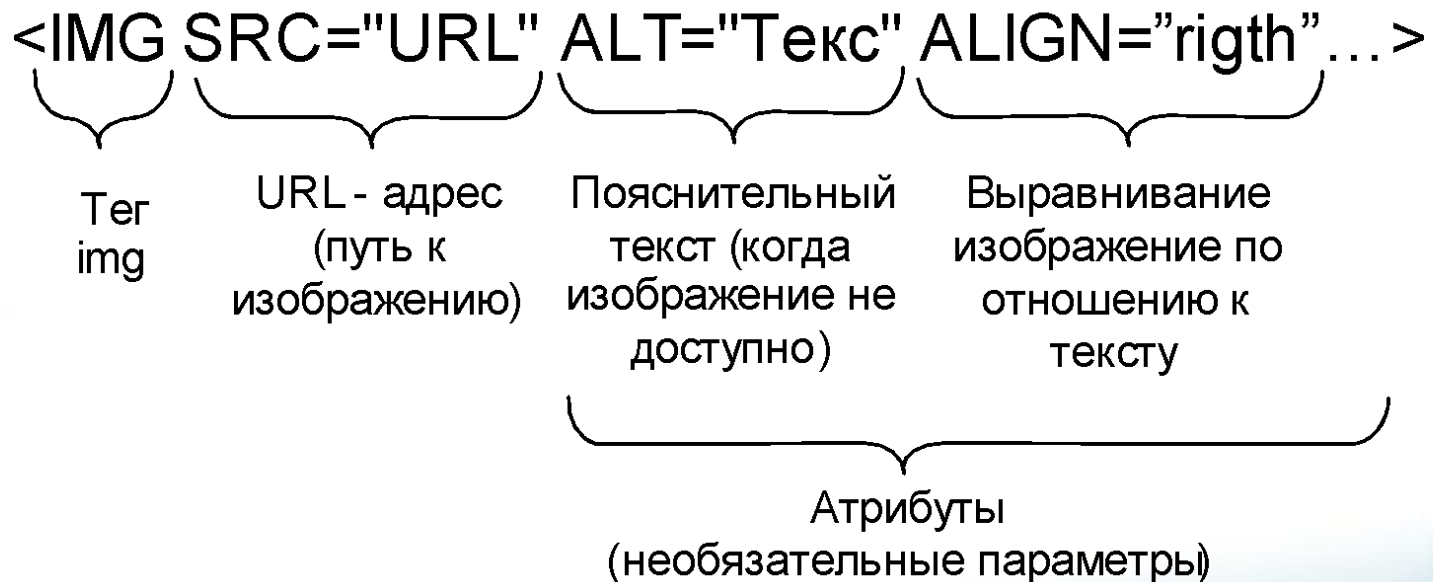 <IMG SRC="URL" ALT="Текс" ALIGN=”rigth”…>
Тег
img
URL - адрес
(путь к
изображению)
Пояснительный
текст (когда
изображение не
доступно)
Выравнивание
изображение по
отношению к
тексту
Атрибуты
(необязательные параметры)